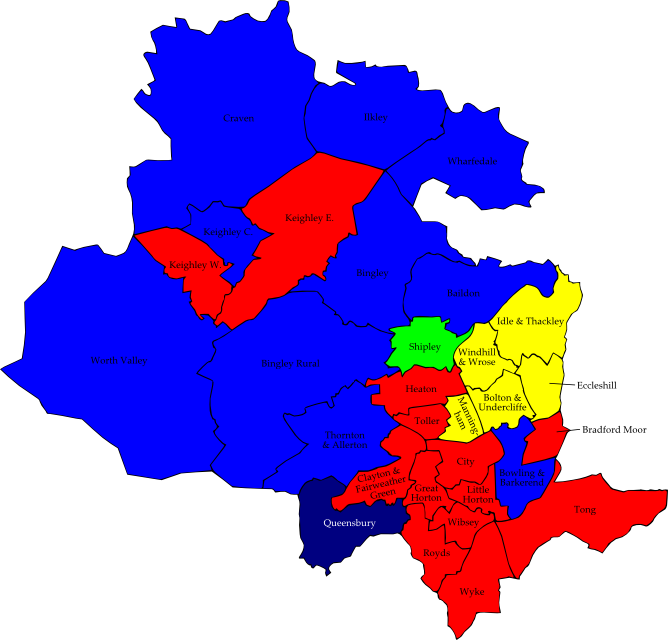 Craven
Ilkley
Wharfedale
Keighley E.
Keighley C.
Keighley W.
Bingley
Baildon
Idle & Thackley
Shipley
Windhill
& Wrose
Worth Valley
Bingley Rural
Heaton
Eccleshill
Bolton &
Undercliffe
Manning-
ham
Toller
Bradford Moor
Thornton
& Allerton
City
Bowling &
Barkerend
Clayton &
Fairweather
Green
Great
Horton
Little
Horton
Tong
Queensbury
Wibsey
Royds
Wyke